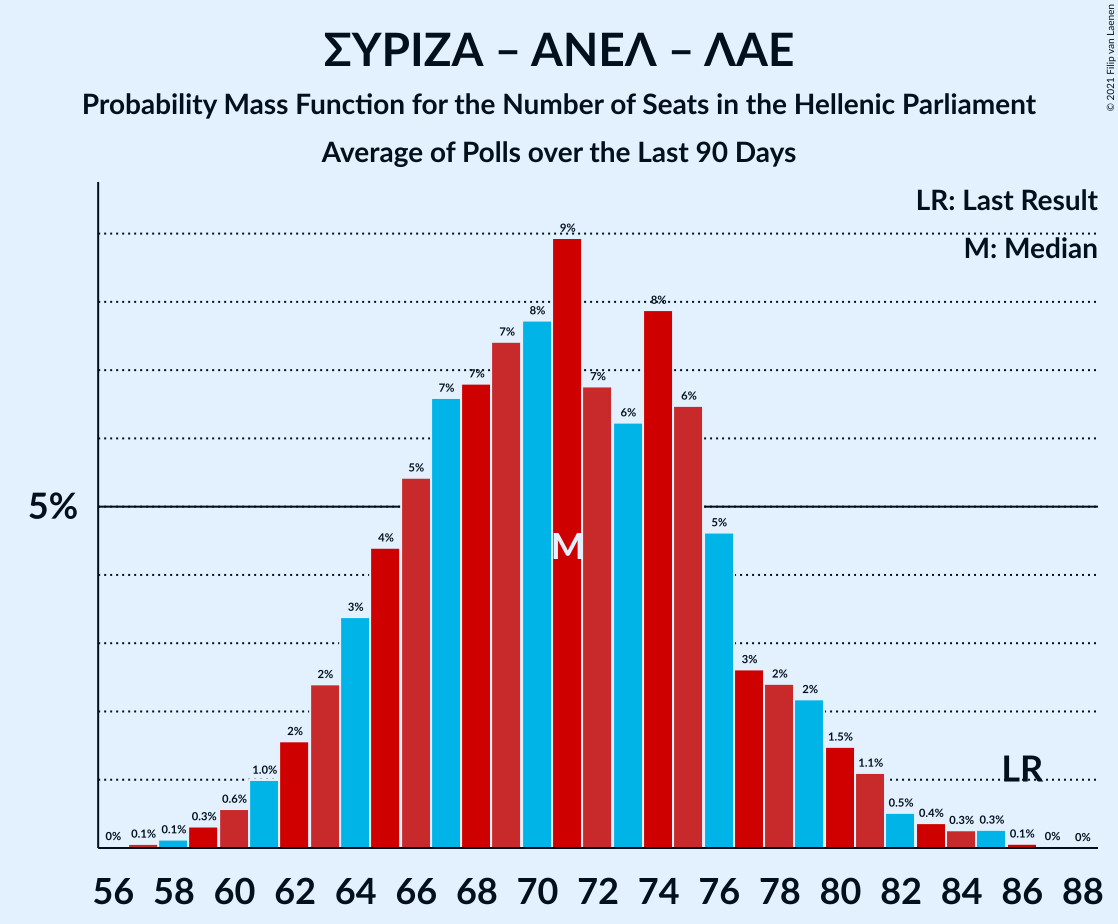 ΣΥΡΙΖΑ – ΑΝΕΛ – ΛΑΕ
Probability Mass Function for the Number of Seats in the Hellenic Parliament
Average of Polls over the Last 90 Days
© 2021 Filip van Laenen
LR: Last Result
M: Median
5%
0% 0.1% 0.1% 0.3% 0.6% 1.0% 2% 2% 3% 4% 5% 7% 7% 7% 8% 9% 7% 6% 8% 6% 5% 3% 2% 2% 1.5% 1.1% 0.5% 0.4% 0.3% 0.3% 0.1% 0% 0%
M
LR
56 58 60 62 64 66 68 70 72 74 76 78 80 82 84 86 88